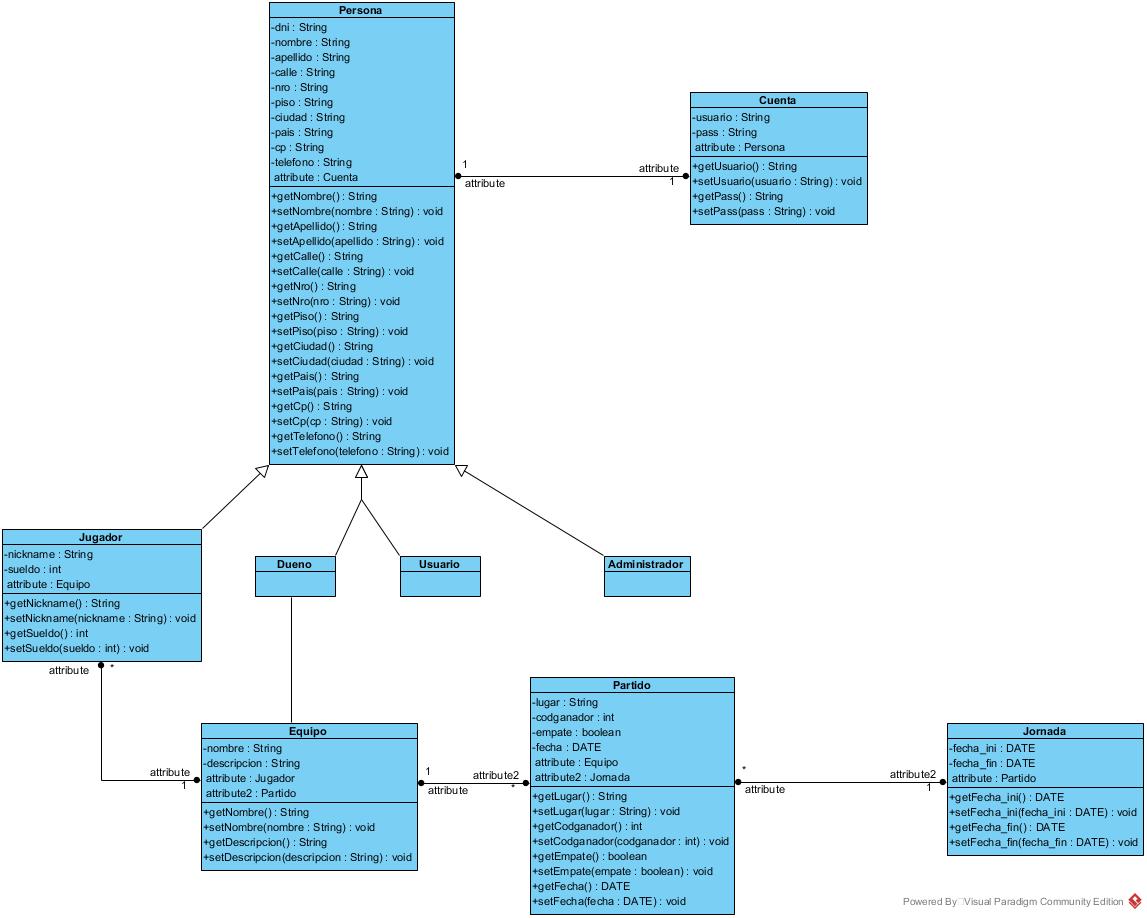 Persona
-dni : String
-nombre : String
-apellido : String
-calle : String
-nro : String
-piso : String
-ciudad : String
-pais : String
-cp : String
-telefono : String
attribute : Cuenta
+getNombre() : String
+setNombre(nombre : String) : void
+getApellido() : String
+setApellido(apellido : String) : void
+getCalle() : String
+setCalle(calle : String) : void
+getNro() : String
+setNro(nro : String) : void
+getPiso() : String
+setPiso(piso : String) : void
+getCiudad() : String
+setCiudad(ciudad : String) : void
+getPais() : String
+setPais(pais : String) : void
+getCp() : String
+setCp(cp : String) : void
+getTelefono() : String
+setTelefono(telefono : String) : void
1
attribute
attribute
1
Cuenta
-usuario : String
-pass : String
attribute : Persona
+getUsuario() : String
+setUsuario(usuario : String) : void
+getPass() : String
+setPass(pass : String) : void
Jugador
-nickname : String
-sueldo : int
attribute : Equipo
+getNickname() : String
+setNickname(nickname : String) : void
+getSueldo() : int
+setSueldo(sueldo : int) : void
Dueno
Usuario
Administrador
attribute
*
attribute
1
Equipo
-nombre : String
-descripcion : String
attribute : Jugador
attribute2 : Partido
+getNombre() : String
+setNombre(nombre : String) : void
+getDescripcion() : String
+setDescripcion(descripcion : String) : void
1
attribute
attribute2
*
Partido
-lugar : String
-codganador : int
-empate : boolean
-fecha : DATE
attribute : Equipo
attribute2 : Jornada
+getLugar() : String
+setLugar(lugar : String) : void
+getCodganador() : int
+setCodganador(codganador : int) : void
+getEmpate() : boolean
+setEmpate(empate : boolean) : void
+getFecha() : DATE
+setFecha(fecha : DATE) : void
*
attribute
attribute2
1
Jornada
-fecha_ini : DATE
-fecha_fin : DATE
attribute : Partido
+getFecha_ini() : DATE
+setFecha_ini(fecha_ini : DATE) : void
+getFecha_fin() : DATE
+setFecha_fin(fecha_fin : DATE) : void
Powered By Visual Paradigm Community Edition